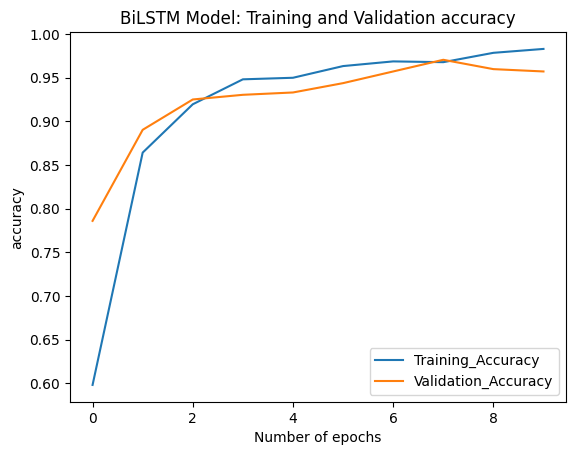 BiLSTM Model: Training and Validation accuracy
1.00
0.95
0.90
0.85
0.80
0.75
0.70
0.65
0.60
accuracy
0 2 4 6 8
Number of epochs
Training_Accuracy
Validation_Accuracy